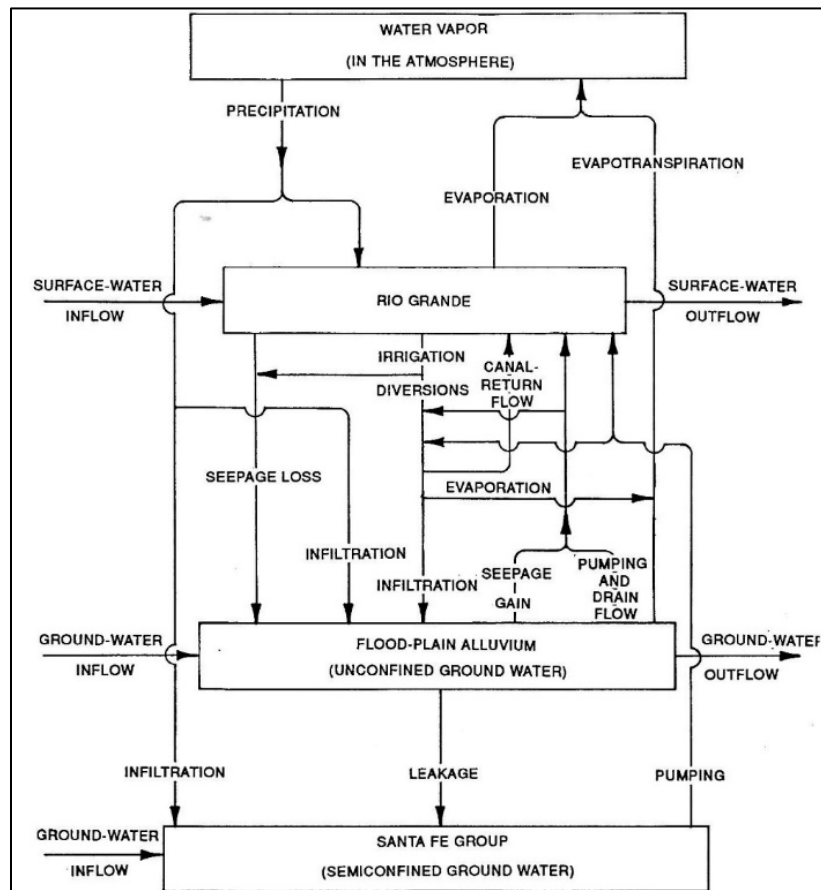 WATER VAPOR
(IN THE ATMOSPHERE)
PRECIPITATION
EVAPOTRANSPIRATION
EVAPORATION
SURFACE-WATER
INFLOW
RIO GRANDE
SURFACE-WATER
OUTFLOW
IRRIGATION
DIVERSIONS
CANAL-
RETURN
FLOW
SEEPAGE LOSS
EVAPORATION
INFILTRATION
INFILTRATION
SEEPAGE
GAIN
PUMPING
AND
DRAIN
FLOW
GROUND-WATER
INFLOW
FLOOD-PLAIN ALLUVIUM
(UNCONFINED GROUND WATER)
GROUND-WATER
OUTFLOW
INFILTRATION
LEAKAGE
PUMPING
GROUND-WATER
INFLOW
SANTA FE GROUP
(SEMICONFINED GROUND WATER)